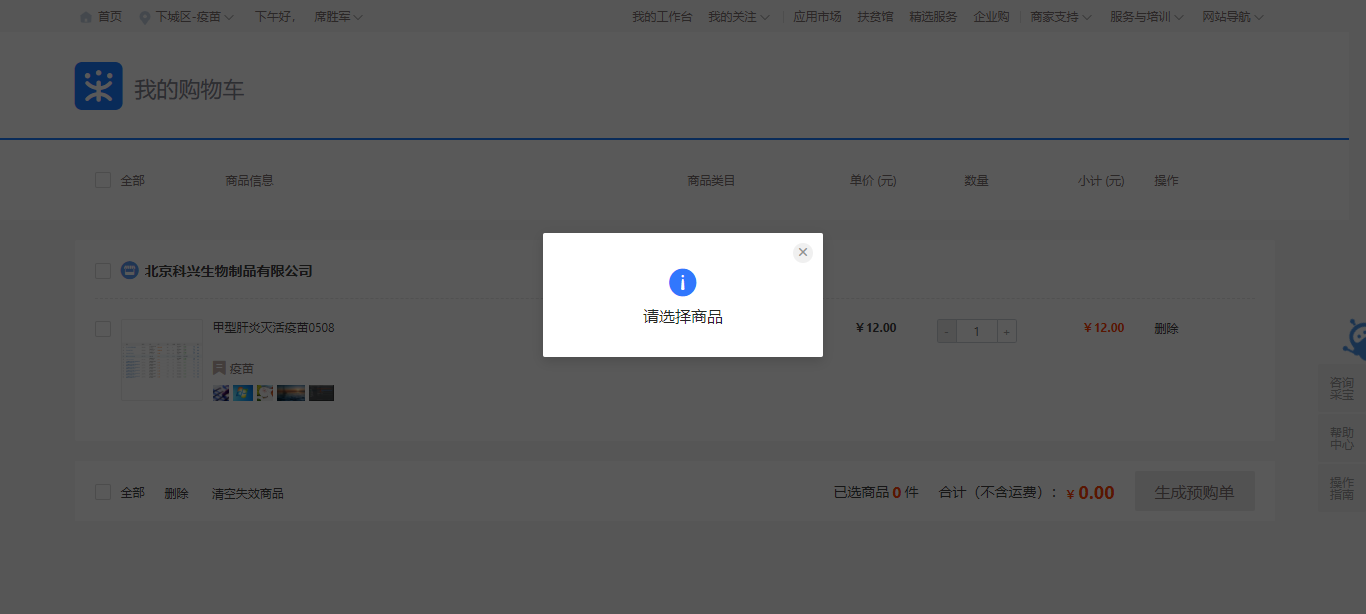 首页 下城区-疫苗 下午好, 席胜军 我的工作台 我的关注 应用市场 扶贫馆 精选服务 企业购 商家支持 服务与培训 网站导航
采 我的购物车
全部 商品信息 商品类目 单价 (元) 数量 小计 (元) 操作
北京科兴生物制品有限公司
请选择商品
甲型肝炎灭活疫苗0508 ¥12.00 - 1 + ¥12.00 删除
疫苗
咨询
采宝
帮助
中心
操作
指南
全部 删除 清空失效商品 已选商品 0 件 合计（不含运费）： ¥ 0.00 生成预购单